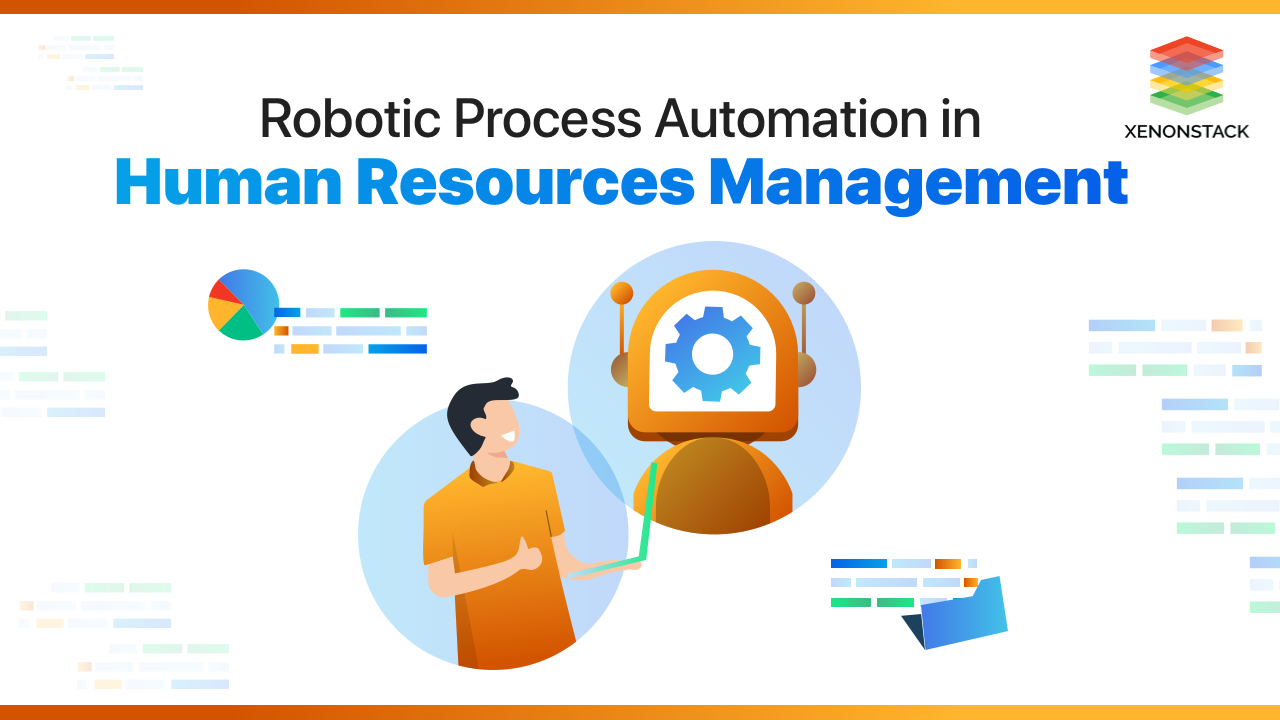 Robotic Process Automation in
Human Resources Management
XENONSTACK